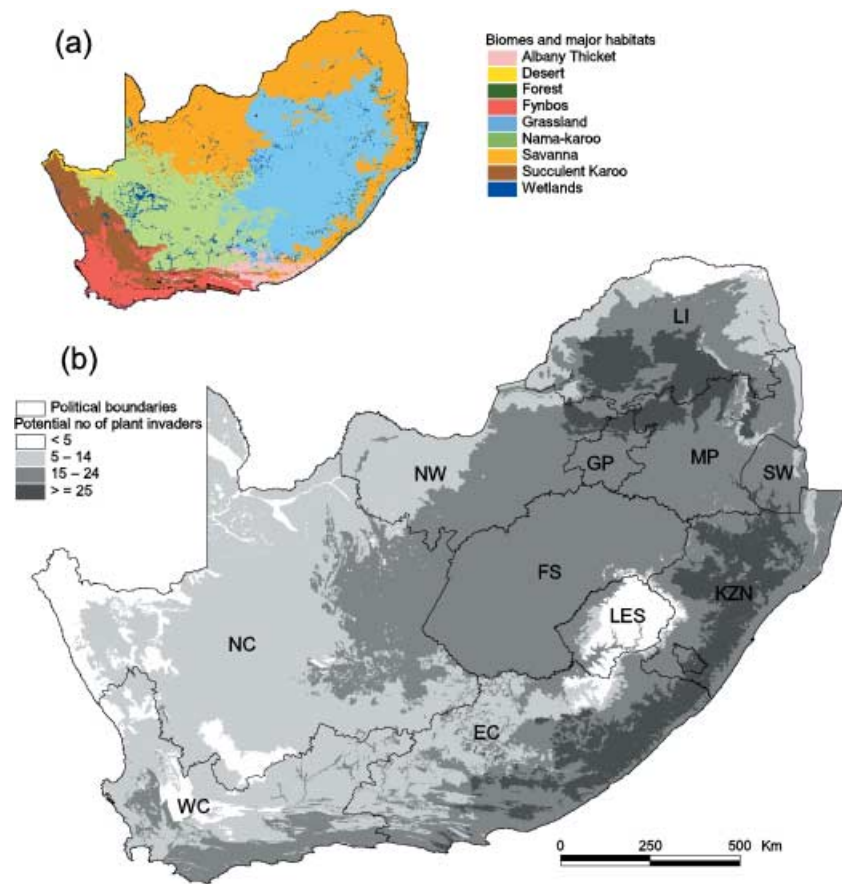 (a)
Biomes and major habitats
Albany Thicket
Desert
Forest
Fynbos
Grassland
Nama-karoo
Savanna
Succulent Karoo
Wetlands
(b)
Political boundaries
Potential no of plant invaders
< 5
5 – 14
15 – 24
> = 25
LI
NW
GP
MP
SW
FS
KZN
LES
NC
EC
WC
0 250 500 Km